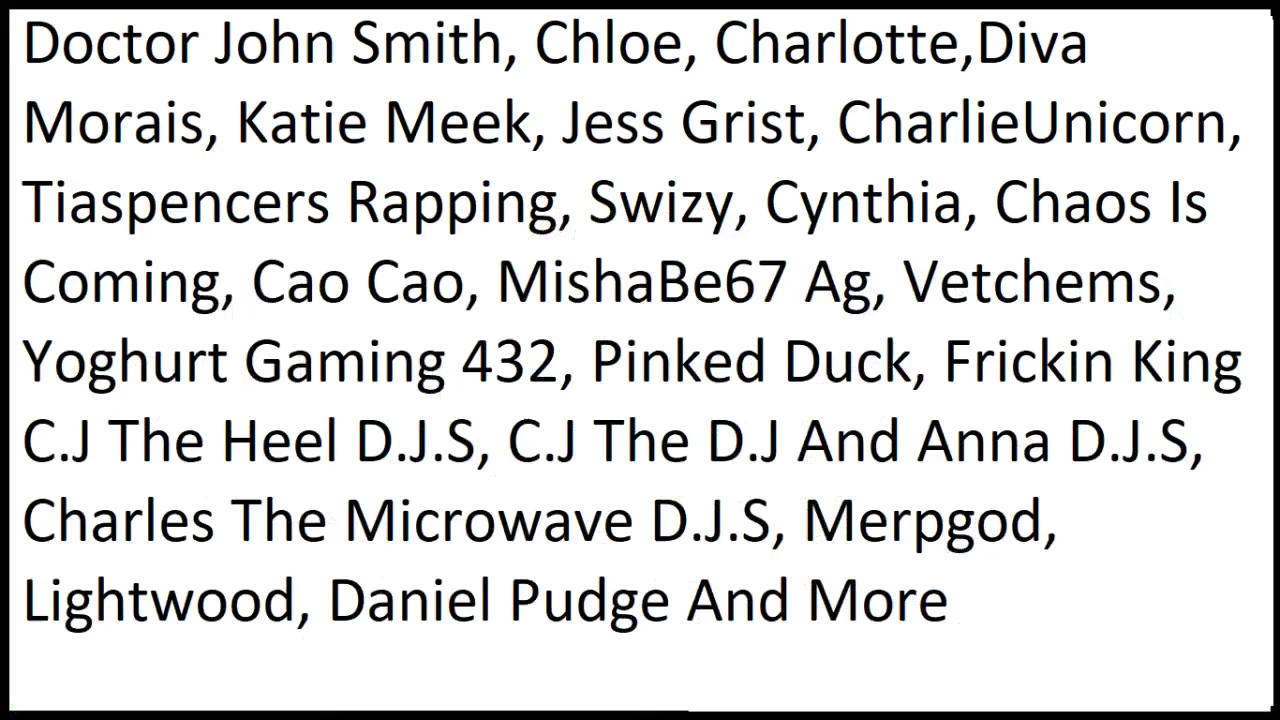 Doctor John Smith, Chloe, Charlotte,Diva
Morais, Katie Meek, Jess Grist, CharlieUnicorn,
Tiaspencers Rapping, Swizy, Cynthia, Chaos Is
Coming, Cao Cao, MishaBe67 Ag, Vetchems,
Yoghurt Gaming 432, Pinked Duck, Frickin King
C.J The Heel D.J.S, C.J The D.J And Anna D.J.S,
Charles The Microwave D.J.S, Merpgod,
Lightwood, Daniel Pudge And More